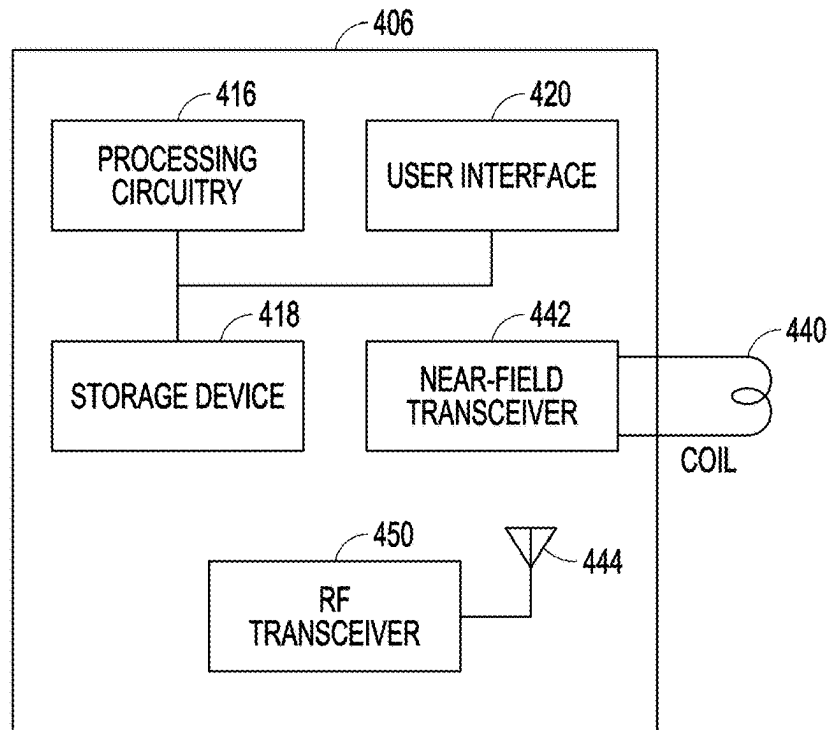 406
416
420
PROCESSING
CIRCUITRY
USER INTERFACE
418
442
440
STORAGE DEVICE
NEAR-FIELD
TRANSCEIVER
COIL
450
444
RF
TRANSCEIVER